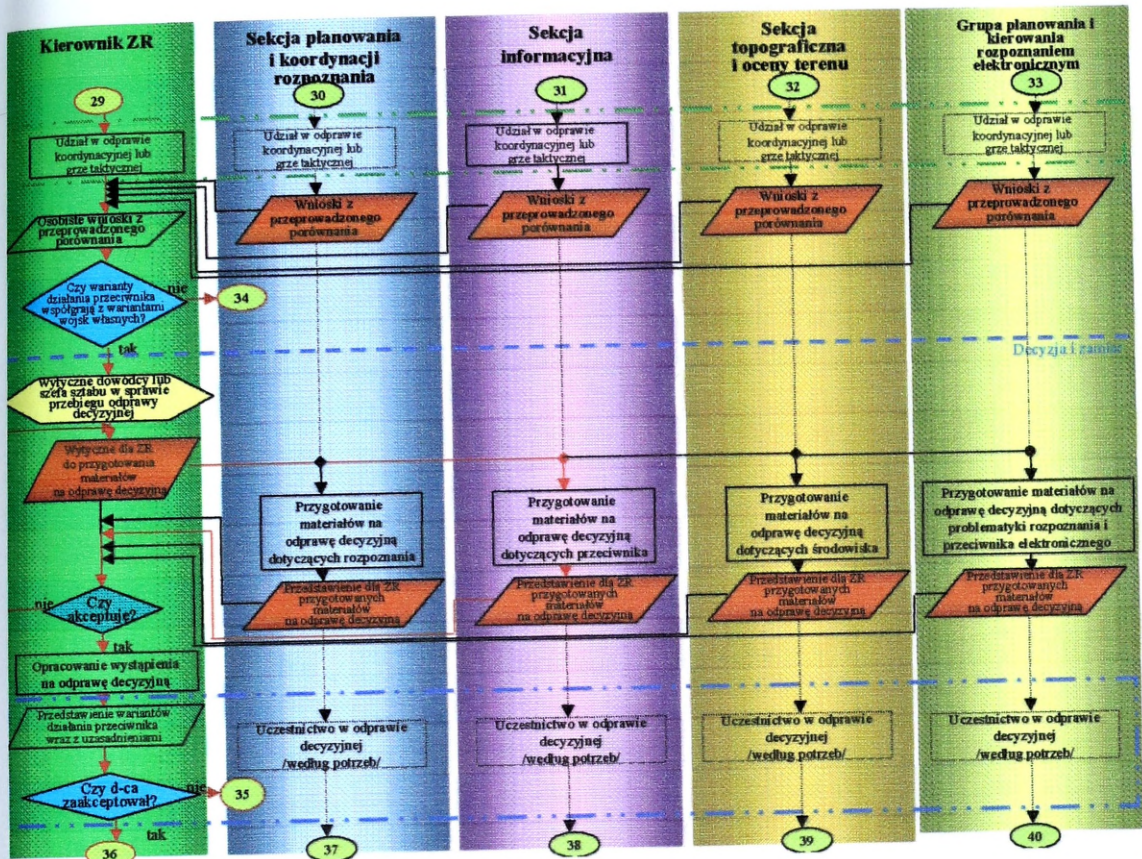 Kierownik ZR
29
Udział w odprawie
koordynacyjnej lub
grze taktycznej
Osobiste wnioski z
przeprowadzonego
porównania
Czy warianty
działania przeciwnika
współgrają z wariantami
wojsk własnych?
nie
34
tak
Wytyczne dowódcy lub
szefa sztabu w sprawie
przebiegu odprawy
decyzyjnej
Wytyczne dla ZR
do przygotowania
materiałów
na odprawę decyzyjną
nie
Czy
akceptuję?
tak
Opracowanie wystąpienia
na odprawę decyzyjną
Przedstawienie wariantów
działania przeciwnika
wraz z uzasadnieniami
Czy d-ca
zaakceptował?
nie
35
tak
36
Sekcja planowania
i koordynacji
rozpoznania
30
Udział w odprawie
koordynacyjnej lub
grze taktycznej
Wnioski z
przeprowadzonego
porównania
Przygotowanie
materiałów na
odprawę decyzyjną
dotyczących rozpoznania
Przedstawienie dla ZR
przygotowanych
materiałów
na odprawę decyzyjną
Uczestnictwo w odprawie
decyzyjnej
/według potrzeb/
37
Sekcja
informacyjna
31
Udział w odprawie
koordynacyjnej lub
grze taktycznej
Wnioski z
przeprowadzonego
porównania
Przygotowanie
materiałów na
odprawę decyzyjną
dotyczących przeciwnika
Przedstawienie dla ZR
przygotowanych
materiałów
na odprawę decyzyjną
Uczestnictwo w odprawie
decyzyjnej
/według potrzeb/
38
Sekcja
topograficzna
i oceny terenu
32
Udział w odprawie
koordynacyjnej lub
grze taktycznej
Wnioski z
przeprowadzonego
porównania
Przygotowanie
materiałów na
odprawę decyzyjną
dotyczących środowiska
Przedstawienie dla ZR
przygotowanych
materiałów
na odprawę decyzyjną
Uczestnictwo w odprawie
decyzyjnej
/według potrzeb/
39
Grupa planowania i
kierowania
rozpoznaniem
elektronicznym
33
Udział w odprawie
koordynacyjnej lub
grze taktycznej
Wnioski z
przeprowadzonego
porównania
Decyzja i zamiar
Przygotowanie materiałów na
odprawę decyzyjną dotyczących
problematyki rozpoznania i
przeciwnika elektronicznego
Przedstawienie dla ZR
przygotowanych
materiałów
na odprawę decyzyjną
Uczestnictwo w odprawie
decyzyjnej
/według potrzeb/
40